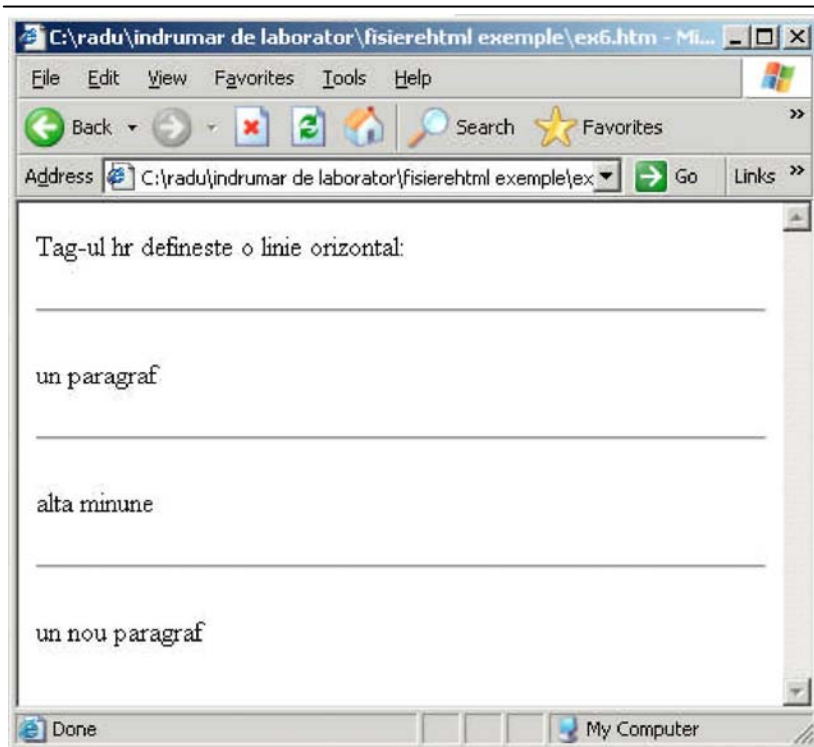 C:\radu\indrumar de laborator\fisierehtml exemple\ex6.htm - Mi...
File Edit View Favorites Tools Help
Back Search Favorites »
Address C:\radu\indrumar de laborator\fisierehtml exemple\ex Go Links »
Tag-ul hr defineste o linie orizontal:
un paragraf
alta minune
un nou paragraf
Done My Computer